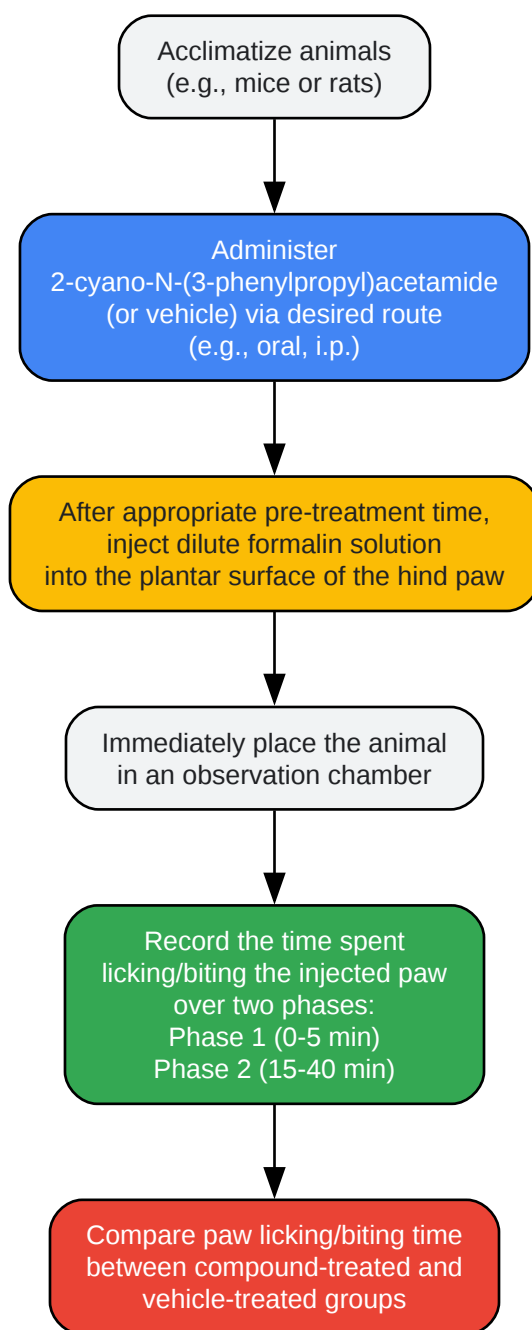 Acclimatize animals
(e.g., mice or rats)
Administer
2-cyano-N-(3-phenylpropyl)acetamide
(or vehicle) via desired route
(e.g., oral, i.p.)
After appropriate pre-treatment time,
inject dilute formalin solution
into the plantar surface of the hind paw
Immediately place the animal
in an observation chamber
Record the time spent
licking/biting the injected paw
over two phases:
Phase 1 (0-5 min)
Phase 2 (15-40 min)
Compare paw licking/biting time
between compound-treated and
vehicle-treated groups